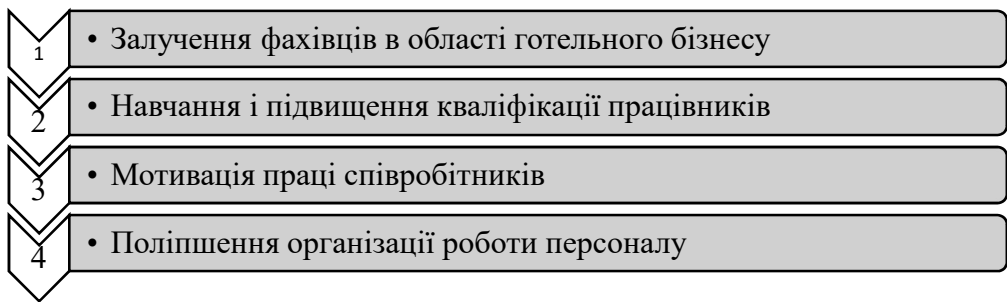 1 • Залучення фахівців в області готельного бізнесу
2 • Навчання і підвищення кваліфікації працівників
3 • Мотивація праці співробітників
4 • Поліпшення організації роботи персоналу